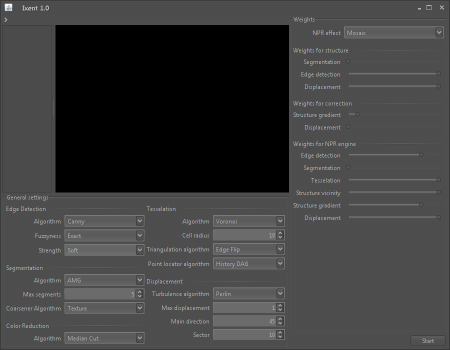 Ixent 1.0
Weights
NPR effect Mosaic
Weights for structure
Segmentation
Edge detection
Displacement
Weights for correction
Structure gradient
Displacement
Weights for NPR engine
Edge detection
Segmentation
Tesselation
Structure vicinity
Structure gradient
Displacement
General settings
Edge Detection
Algorithm Canny
Fuzzyness Exact
Strength Soft
Segmentation
Algorithm AMG
Max segments 5
Coarsener Algorithm Texture
Color Reduction
Algorithm Median Cut
Tesselation
Algorithm Voronoi
Cell radius 10
Triangulation algorithm Edge Flip
Point locator algorithm History DAG
Displacement
Turbulence algorithm Perlin
Max displacement 1
Main direction 45
Sector 10
Start